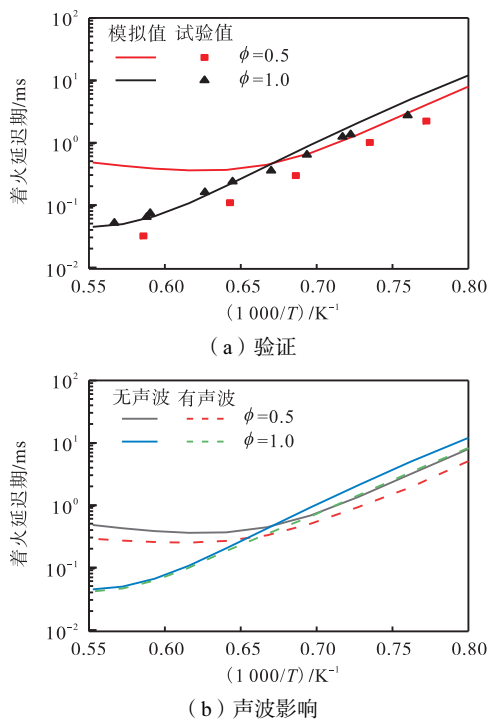 模拟值 试验值
ϕ=0.5
ϕ=1.0
着火延迟期/ms
10²
10¹
10⁰
10⁻¹
10⁻²
0.55 0.60 0.65 0.70 0.75 0.80
(1 000/T)/K⁻¹
(a) 验证
无声波 有声波
ϕ=0.5
ϕ=1.0
着火延迟期/ms
10²
10¹
10⁰
10⁻¹
10⁻²
0.55 0.60 0.65 0.70 0.75 0.80
(1 000/T)/K⁻¹
(b) 声波影响